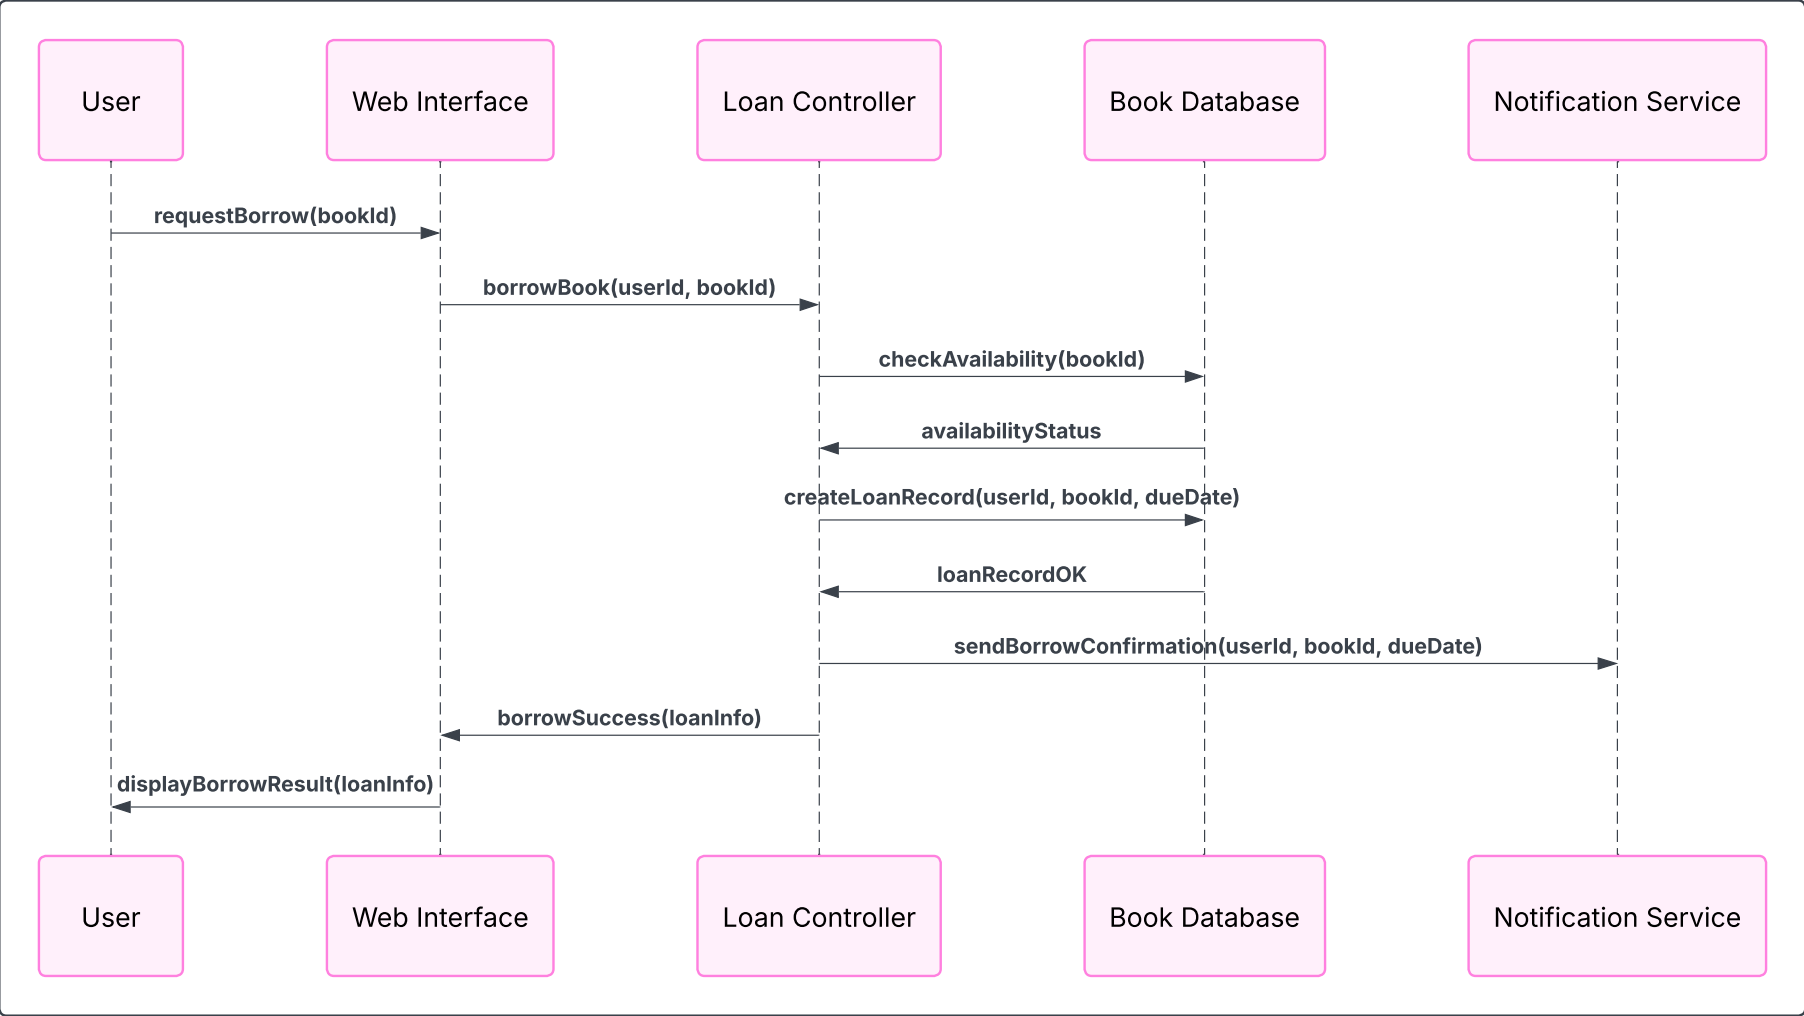 User
Web Interface
Loan Controller
Book Database
Notification Service
requestBorrow(bookId)
borrowBook(userId, bookId)
checkAvailability(bookId)
availabilityStatus
createLoanRecord(userId, bookId, dueDate)
loanRecordOK
sendBorrowConfirmation(userId, bookId, dueDate)
borrowSuccess(loanInfo)
displayBorrowResult(loanInfo)
User
Web Interface
Loan Controller
Book Database
Notification Service